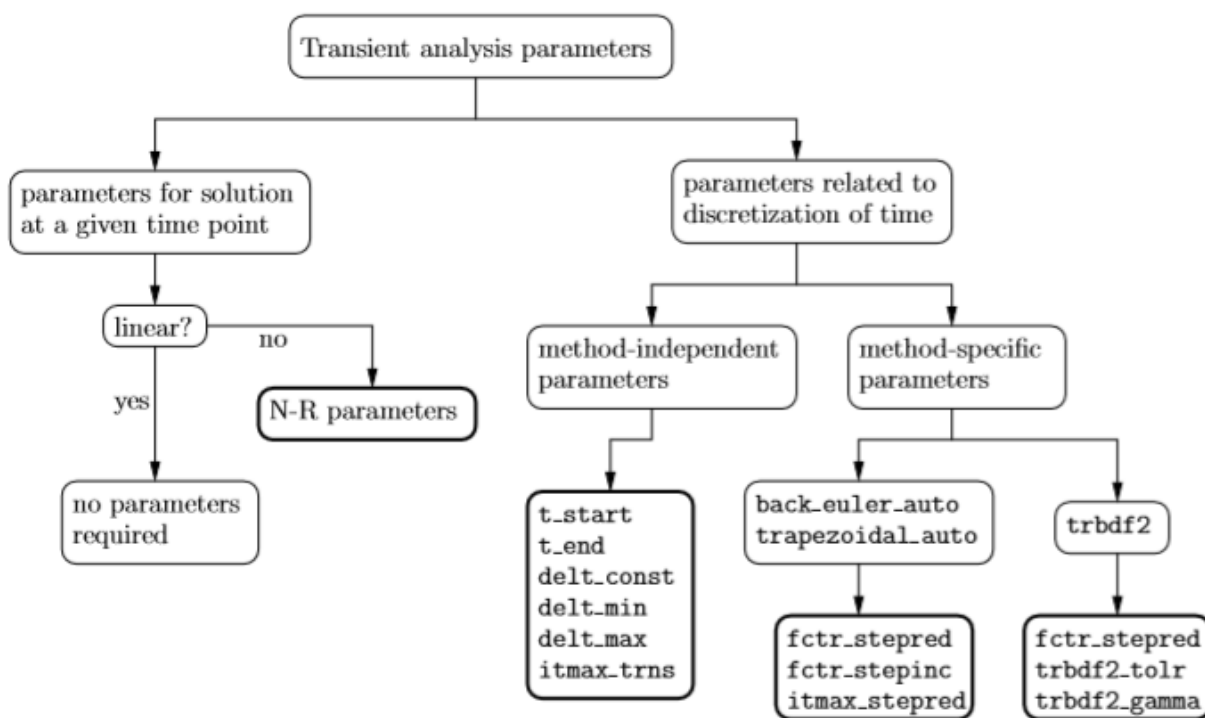 Transient analysis parameters
parameters for solution
at a given time point
parameters related to
discretization of time
linear?
no
yes
N-R parameters
no parameters
required
method-independent
parameters
method-specific
parameters
t_start
t_end
delt_const
delt_min
delt_max
itmax_trns
back_euler_auto
trapezoidal_auto
trbdf2
fctr_stepred
fctr_stepinc
itmax_stepred
fctr_stepred
trbdf2_tolr
trbdf2_gamma